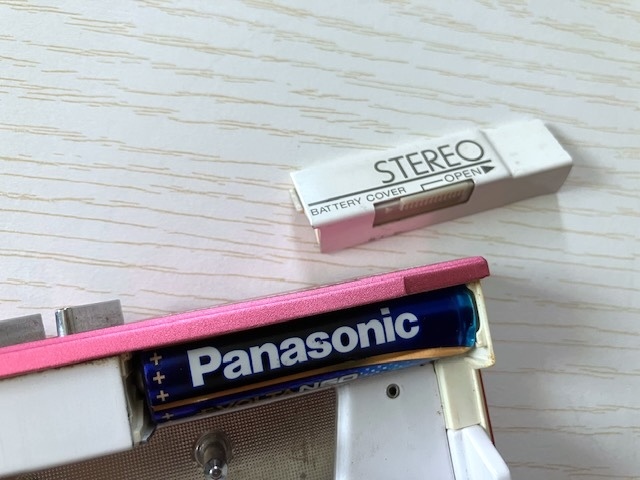 STEREO
BATTERY COVER OPEN
Panasonic
+
+
+
+